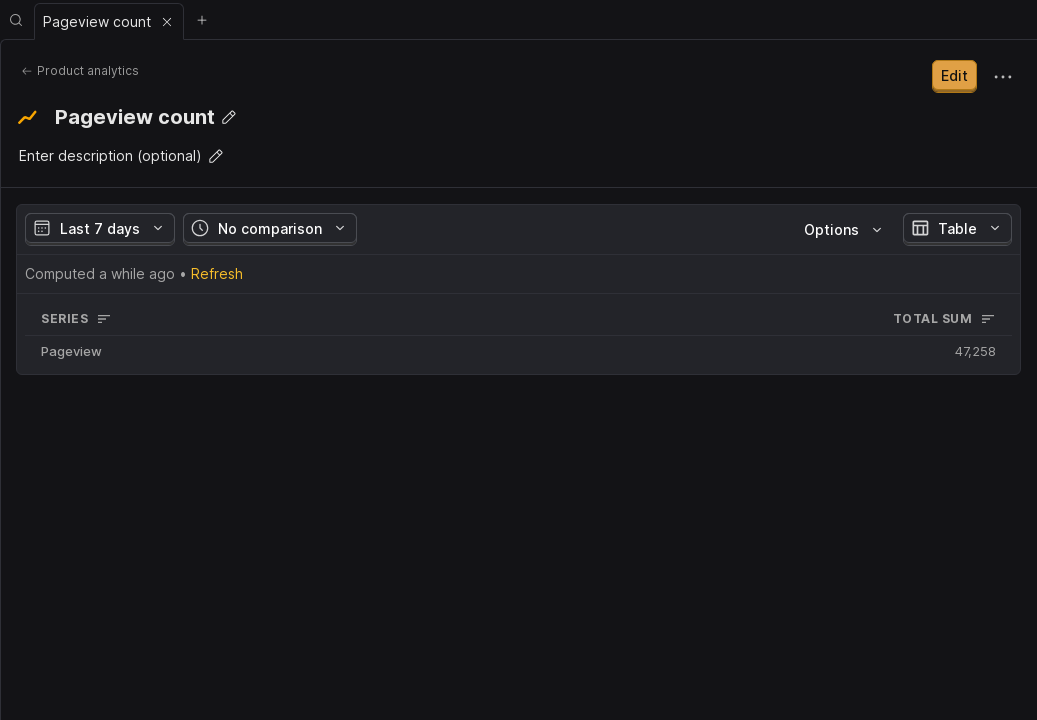 Pageview count
Product analytics
Edit
Pageview count
Enter description (optional)
Last 7 days
No comparison
Options
Table
Computed a while ago • Refresh
SERIES
TOTAL SUM
Pageview
47,258